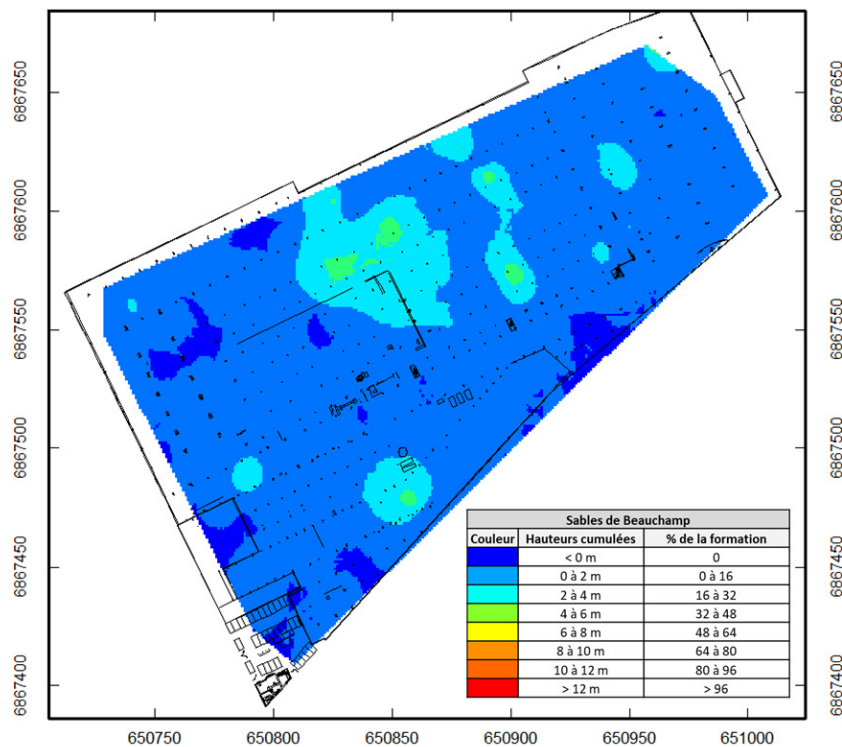 6867650
6867650
6867600
6867600
6867550
6867550
6867500
6867500
6867450
6867450
6867400
6867400
Sables de Beauchamp
Couleur Hauteurs cumulées % de la formation
< 0 m 0
0 à 2 m 0 à 16
2 à 4 m 16 à 32
4 à 6 m 32 à 48
6 à 8 m 48 à 64
8 à 10 m 64 à 80
10 à 12 m 80 à 96
> 12 m > 96
650750 650800 650850 650900 650950 651000